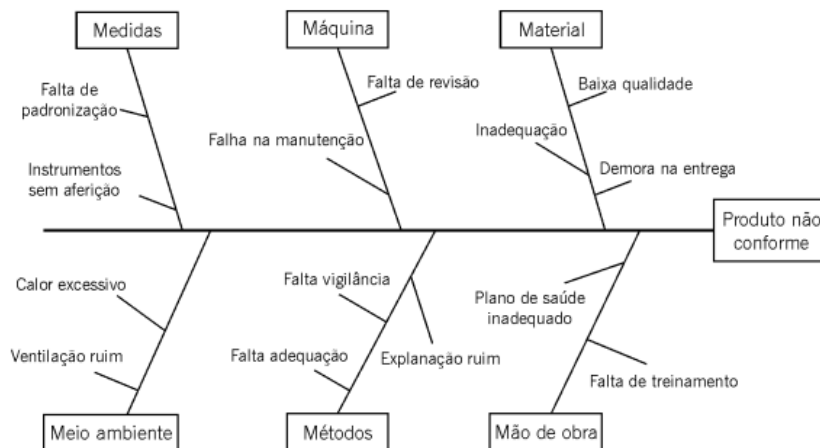 Medidas
Máquina
Material
Falta de
padronização
Falta de revisão
Baixa qualidade
Falha na manutenção
Inadequação
Instrumentos
sem aferição
Demora na entrega
Produto não
conforme
Calor excessivo
Falta vigilância
Plano de saúde
inadequado
Ventilação ruim
Falta adequação
Explanação ruim
Falta de treinamento
Meio ambiente
Métodos
Mão de obra